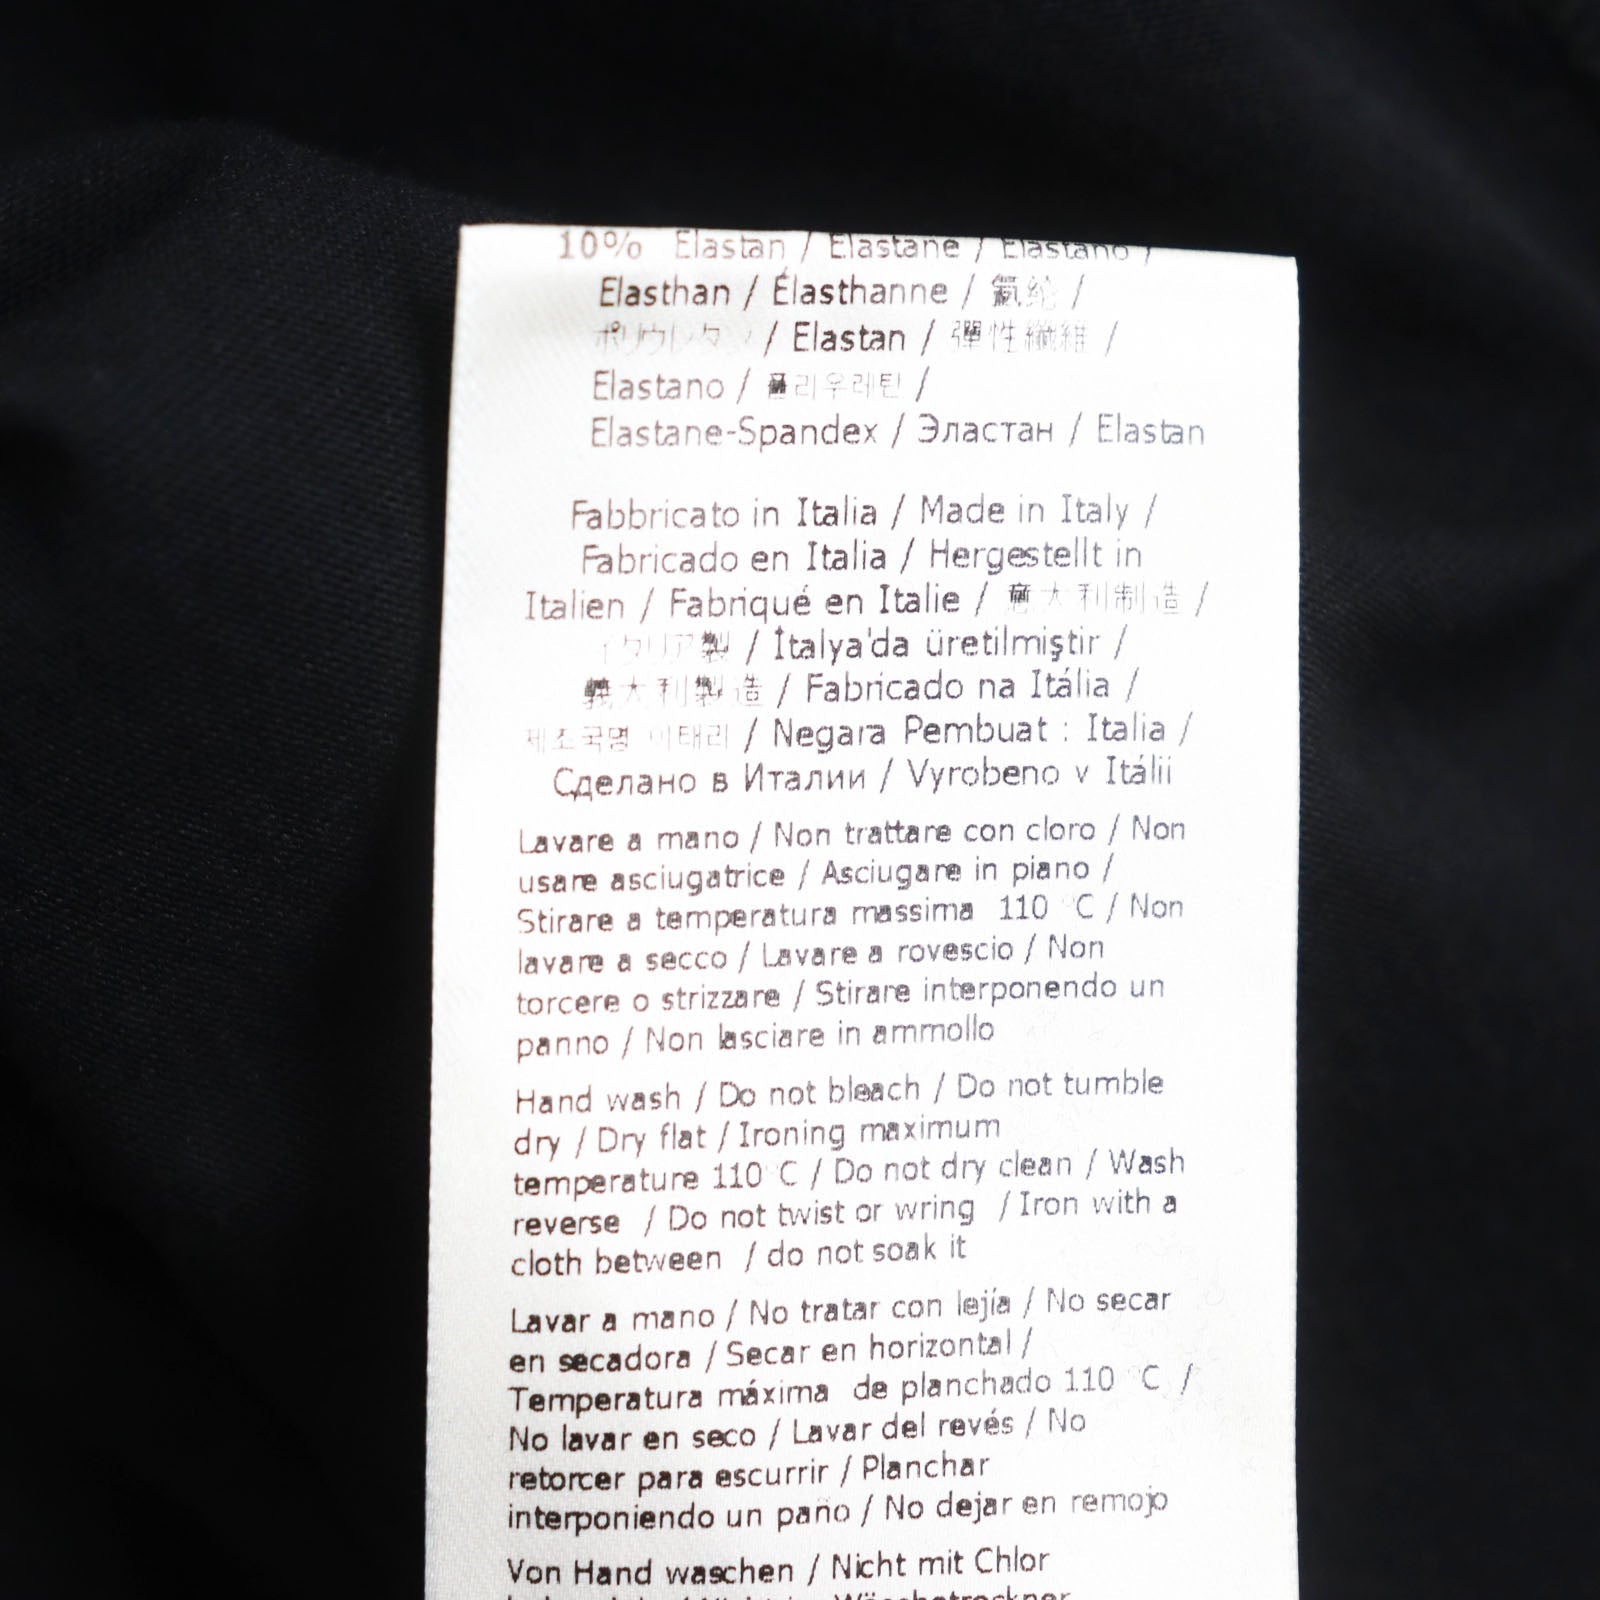 10% Elastan / Elastane / Elastano /
Elasthan / Élasthanne / 氨纶 /
ポリウレタン / Elastan / 彈性纖維 /
Elastano / 폴리우레탄 /
Elastane-Spandex / Эластан / Elastan
Fabbricato in Italia / Made in Italy /
Fabricado en Italia / Hergestellt in
Italien / Fabriqué en Italie / 意大利制造 /
イタリア製 / İtalya'da üretilmiştir /
義大利製造 / Fabricado na Itália /
제조국명 이태리 / Negara Pembuat : Italia /
Сделано в Италии / Vyrobeno v Itálii
Lavare a mano / Non trattare con cloro / Non
usare asciugatrice / Asciugare in piano /
Stirare a temperatura massima 110 °C / Non
lavare a secco / Lavare a rovescio / Non
torcere o strizzare / Stirare interponendo un
panno / Non lasciare in ammollo
Hand wash / Do not bleach / Do not tumble
dry / Dry flat / Ironing maximum
temperature 110°C / Do not dry clean / Wash
reverse / Do not twist or wring / Iron with a
cloth between / do not soak it
Lavar a mano / No tratar con lejía / No secar
en secadora / Secar en horizontal /
Temperatura máxima de planchado 110 °C /
No lavar en seco / Lavar del revés / No
retorcer para escurrir / Planchar
interponiendo un paño / No dejar en remojo
Von Hand waschen / Nicht mit Chlor